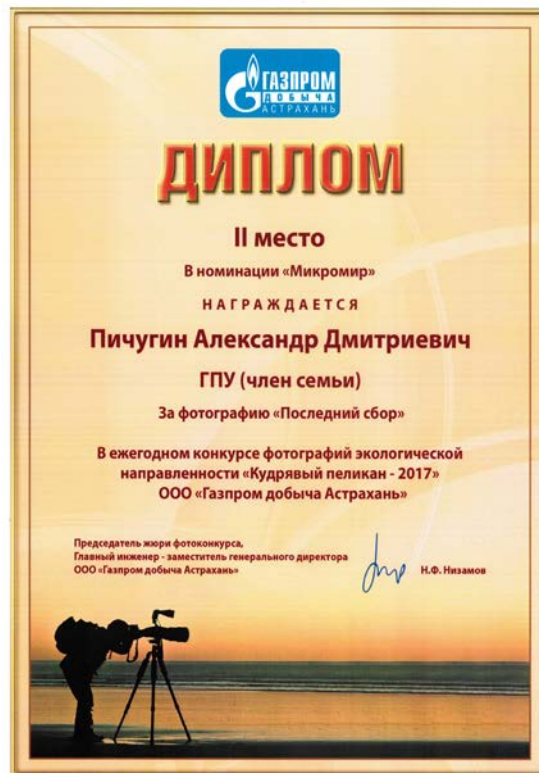 ГАЗПРОМ
ДОБЫЧА
АСТРАХАНЬ
ДИПЛОМ
II место
В номинации «Микромир»
НАГРАЖДАЕТСЯ
Пичугин Александр Дмитриевич
ГПУ (член семьи)
За фотографию «Последний сбор»
В ежегодном конкурсе фотографий экологической
направленности «Кудрявый пеликан - 2017»
ООО «Газпром добыча Астрахань»
Председатель жюри фотоконкурса,
Главный инженер - заместитель генерального директора
ООО «Газпром добыча Астрахань»
Н.Ф. Низамов